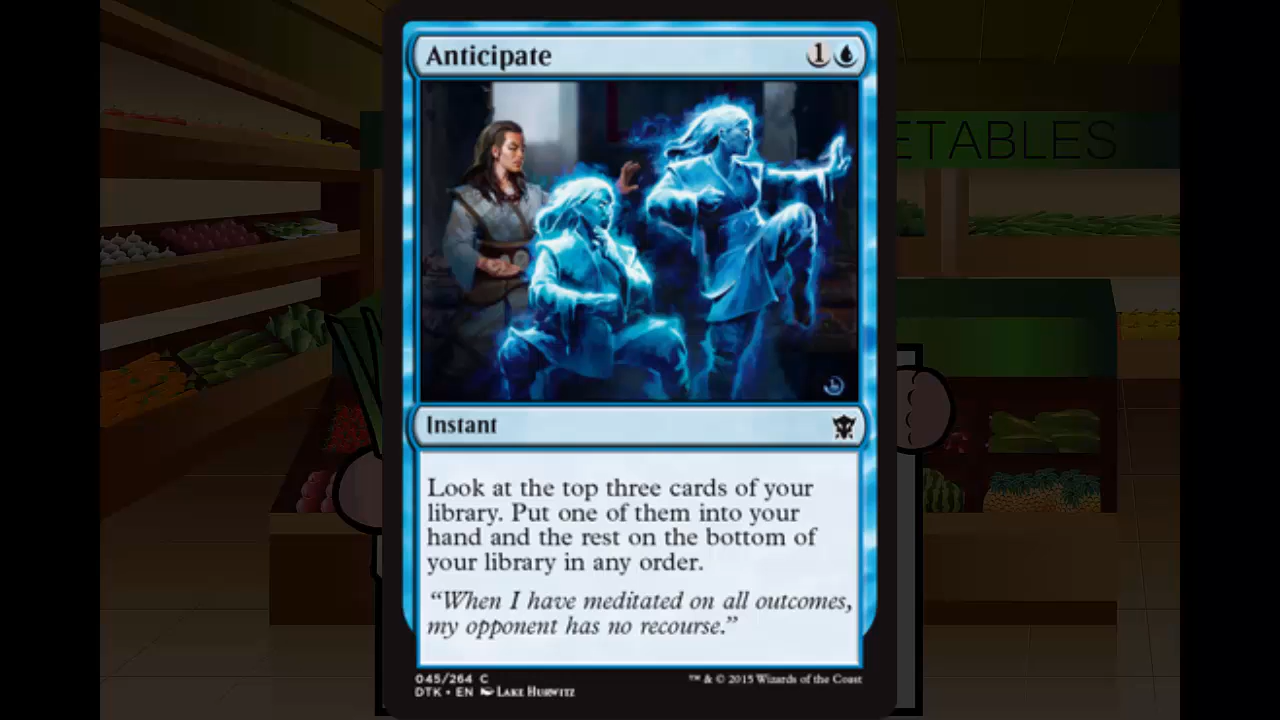 Anticipate 1
ETABLES
Instant
Look at the top three cards of your
library. Put one of them into your
hand and the rest on the bottom of
your library in any order.
“When I have meditated on all outcomes,
my opponent has no recourse.”
045/264 C
DTK • EN Lake Hurwitz
™ & © 2015 Wizards of the Coast